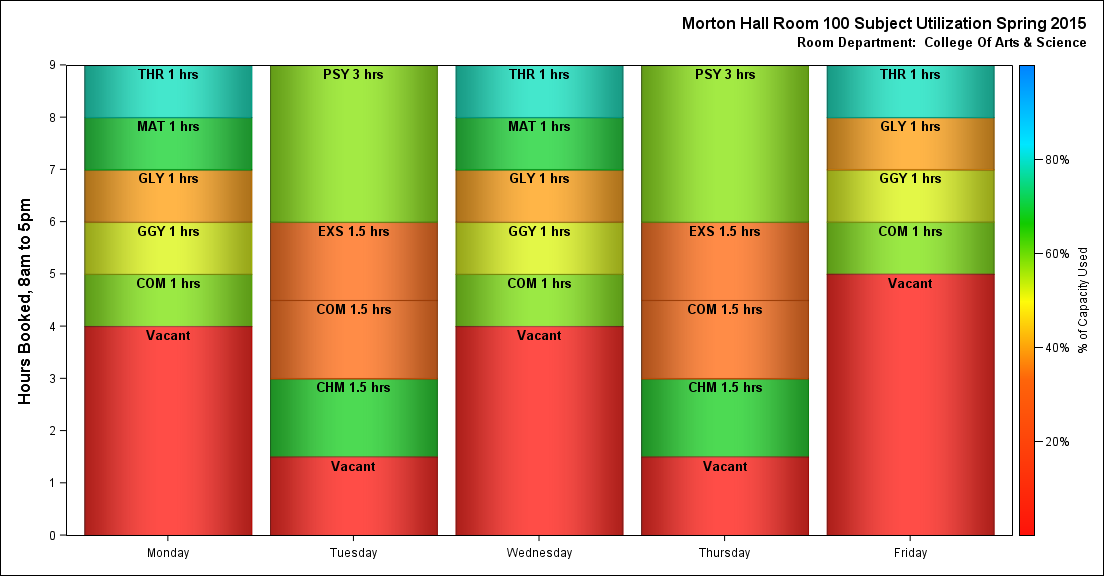 Morton Hall Room 100 Subject Utilization Spring 2015
Room Department:  College Of Arts & Science
Hours Booked, 8am to 5pm
9
8
7
6
5
4
3
2
1
0
THR 1 hrs
MAT 1 hrs
GLY 1 hrs
GGY 1 hrs
COM 1 hrs
Vacant
Monday
PSY 3 hrs
EXS 1.5 hrs
COM 1.5 hrs
CHM 1.5 hrs
Vacant
Tuesday
THR 1 hrs
MAT 1 hrs
GLY 1 hrs
GGY 1 hrs
COM 1 hrs
Vacant
Wednesday
PSY 3 hrs
EXS 1.5 hrs
COM 1.5 hrs
CHM 1.5 hrs
Vacant
Thursday
THR 1 hrs
GLY 1 hrs
GGY 1 hrs
COM 1 hrs
Vacant
Friday
80%
60%
40%
20%
% of Capacity Used